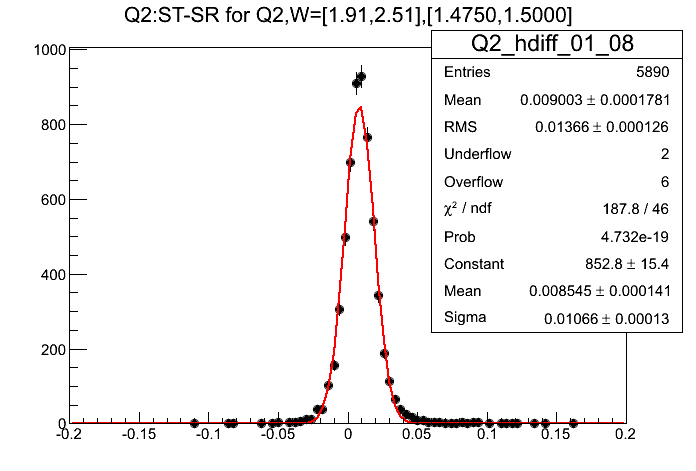 Q2:ST-SR for Q2,W=[1.91,2.51],[1.4750,1.5000]
Q2_hdiff_01_08
Entries 5890
Mean 0.009003 ± 0.0001781
RMS 0.01366 ± 0.000126
Underflow 2
Overflow 6
χ² / ndf 187.8 / 46
Prob 4.732e-19
Constant 852.8 ± 15.4
Mean 0.008545 ± 0.000141
Sigma 0.01066 ± 0.00013
1000
800
600
400
200
0
-0.2 -0.15 -0.1 -0.05 0 0.05 0.1 0.15 0.2